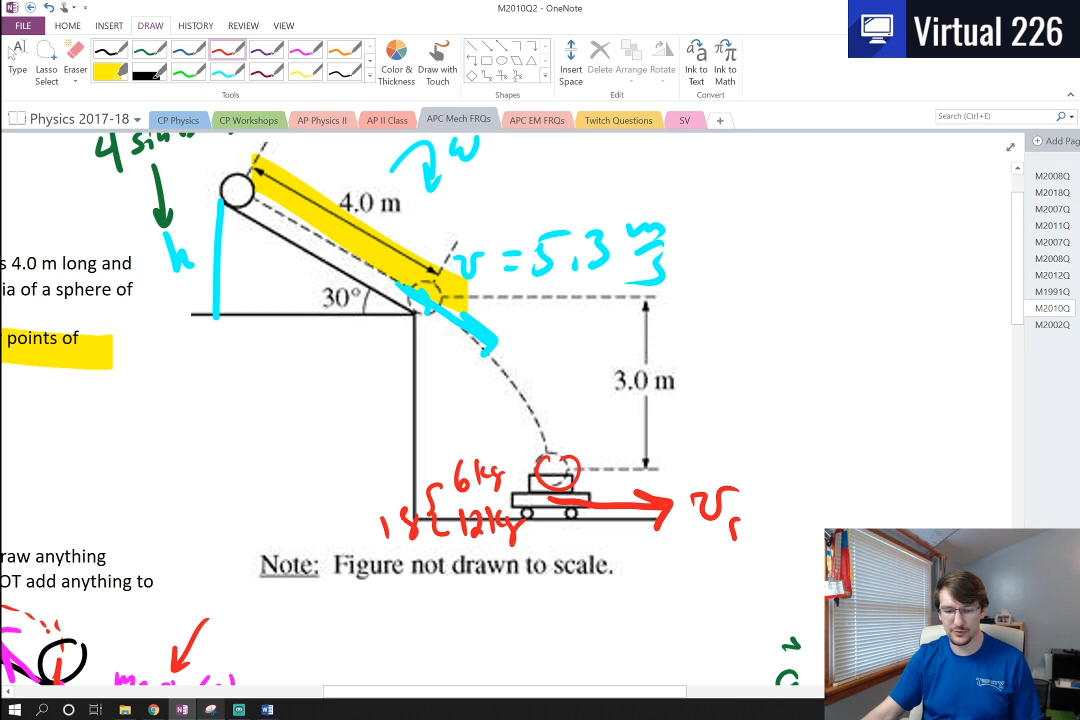 M2010Q2 - OneNote
FILE HOME INSERT DRAW HISTORY REVIEW VIEW
Virtual 226
Type
Lasso Select
Eraser
Color & Thickness
Draw with Touch
Insert Space
Delete
Arrange
Rotate
Ink to Text
Ink to Math
Tools
Shapes
Edit
Convert
Physics 2017-18
CP Physics
CP Workshops
AP Physics II
AP II Class
APC Mech FRQs
APC EM FRQs
Twitch Questions
SV
Search (Ctrl+E)
Add Pag
M2008Q
M2018Q
M2007Q
M2011Q
M2007Q
M2008Q
M2012Q
M1991Q
M2010Q
M2002Q
4 sin
ω
4.0 m
h
v = 5.3 m/s
s 4.0 m long and
ia of a sphere of
30°
points of
3.0 m
6 kg
18 { 12 kg
v
raw anything
OT add anything to
Note: Figure not drawn to scale.